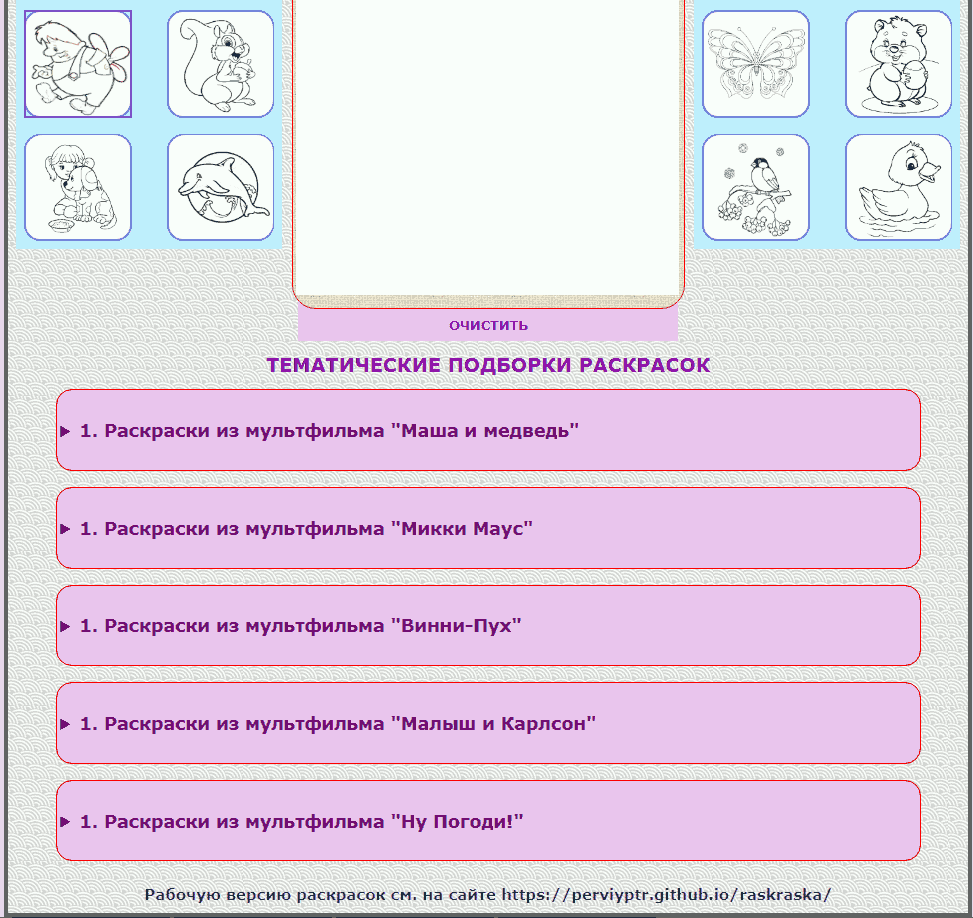 ОЧИСТИТЬ
ТЕМАТИЧЕСКИЕ ПОДБОРКИ РАСКРАСОК
1. Раскраски из мультфильма "Маша и медведь"
1. Раскраски из мультфильма "Микки Маус"
1. Раскраски из мультфильма "Винни-Пух"
1. Раскраски из мультфильма "Малыш и Карлсон"
1. Раскраски из мультфильма "Ну Погоди!"
Рабочую версию раскрасок см. на сайте https://perviyptr.github.io/raskraska/